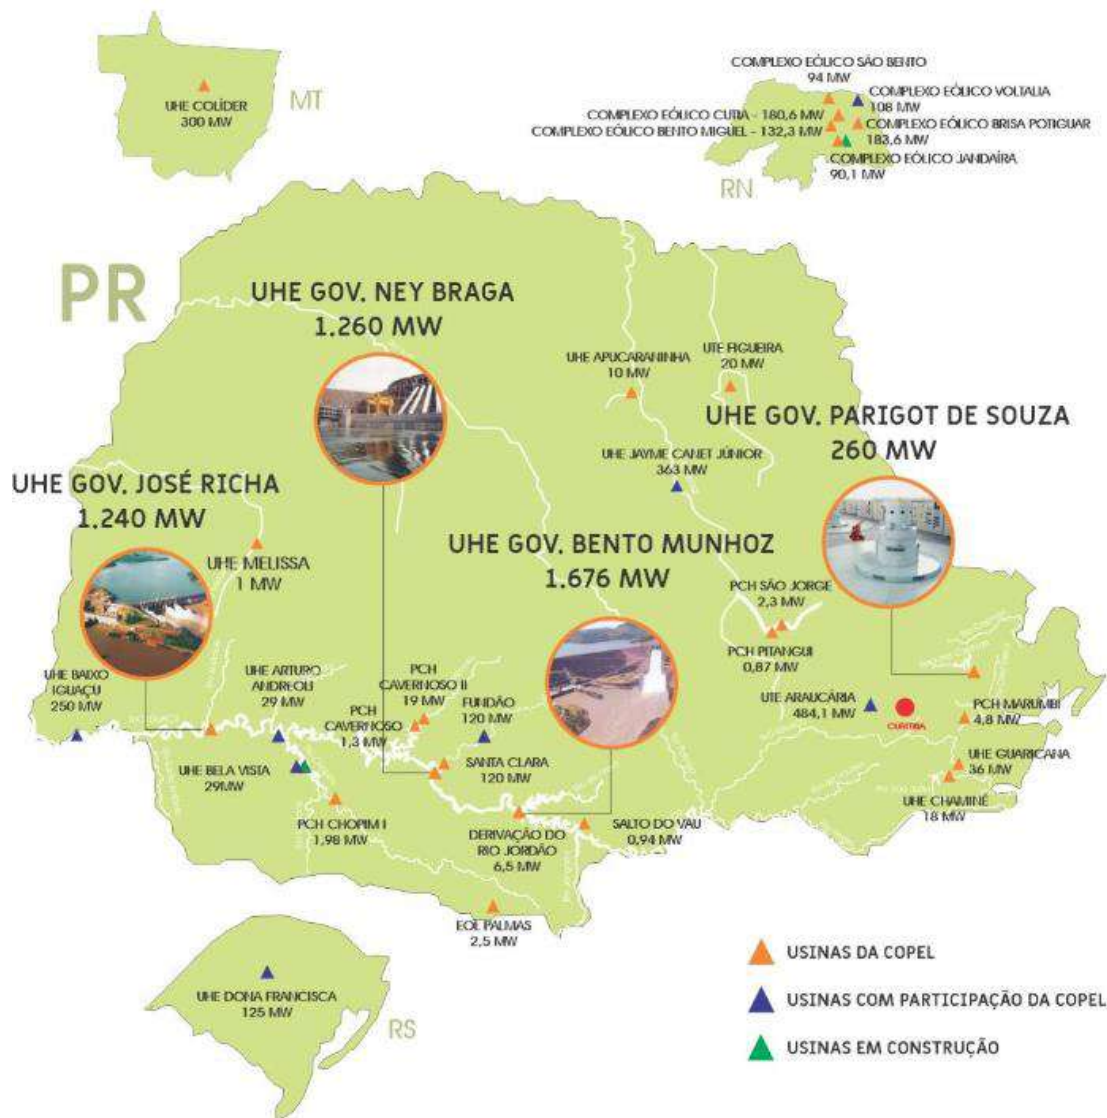 MT
UHE COLÍDER
300 MW
COMPLEXO EÓLICO SÃO BENTO
94 MW
COMPLEXO EÓLICO VOLTALIA
108 MW
COMPLEXO EÓLICO CUTIA - 180,6 MW
COMPLEXO EÓLICO BENTO MIGUEL - 132,3 MW
COMPLEXO EÓLICO BRISA POTIGUAR
183,6 MW
COMPLEXO EÓLICO JANDAÍRA
90,1 MW
RN
PR
UHE GOV. NEY BRAGA
1.260 MW
UHE APUCARANINHA
10 MW
UTE FIGUEIRA
20 MW
UHE GOV. PARIGOT DE SOUZA
260 MW
UHE JAYME CANET JÚNIOR
363 MW
UHE GOV. JOSÉ RICHA
1.240 MW
UHE MELISSA
1 MW
UHE GOV. BENTO MUNHOZ
1.676 MW
PCH SÃO JORGE
2,3 MW
PCH PITANGUI
0,87 MW
UHE BAIXO
IGUAÇU
250 MW
UHE ARTURO
ANDREOLI
29 MW
PCH
CAVERNOSO II
19 MW
PCH
CAVERNOSO
1,3 MW
FUNDÃO
120 MW
UTE ARAUCÁRIA
484,1 MW
CURITIBA
PCH MARUMBI
4,8 MW
UHE BELA VISTA
29MW
SANTA CLARA
120 MW
UHE GUARICANA
36 MW
UHE CHAMINÉ
18 MW
PCH CHOPIM I
1,98 MW
DERIVAÇÃO DO
RIO JORDÃO
6,5 MW
SALTO DO VAU
0,94 MW
EOL PALMAS
2,5 MW
UHE DONA FRANCISCA
125 MW
RS
USINAS DA COPEL
USINAS COM PARTICIPAÇÃO DA COPEL
USINAS EM CONSTRUÇÃO